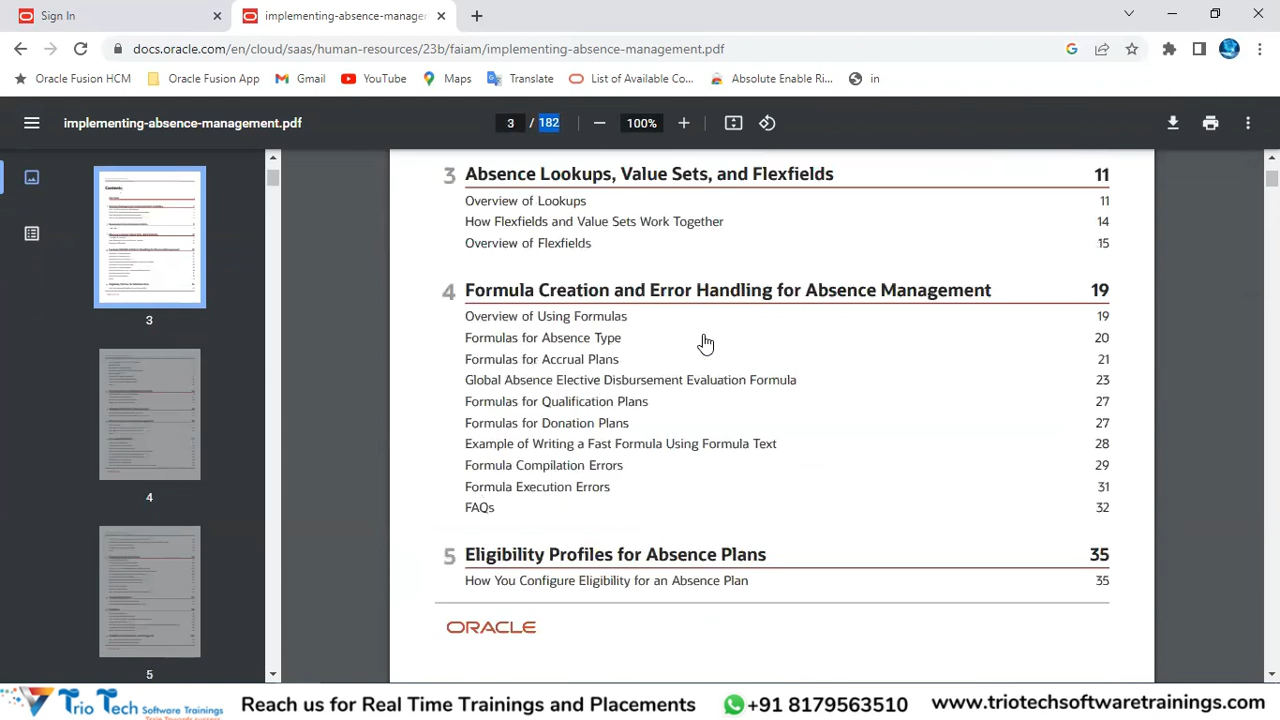 Sign In
implementing-absence-manager
docs.oracle.com/en/cloud/saas/human-resources/23b/faiam/implementing-absence-management.pdf
Oracle Fusion HCM
Oracle Fusion App
Gmail
YouTube
Maps
Translate
List of Available Co...
Absolute Enable Ri...
in
implementing-absence-management.pdf
3 / 182
100%
3 Absence Lookups, Value Sets, and Flexfields 11
Overview of Lookups 11
How Flexfields and Value Sets Work Together 14
Overview of Flexfields 15
4 Formula Creation and Error Handling for Absence Management 19
Overview of Using Formulas 19
Formulas for Absence Type 20
Formulas for Accrual Plans 21
Global Absence Elective Disbursement Evaluation Formula 23
Formulas for Qualification Plans 27
Formulas for Donation Plans 27
Example of Writing a Fast Formula Using Formula Text 28
Formula Compilation Errors 29
Formula Execution Errors 31
FAQs 32
5 Eligibility Profiles for Absence Plans 35
How You Configure Eligibility for an Absence Plan 35
ORACLE
Contents
3
4
5
Trio Tech Software Trainings
Reach us for Real Time Trainings and Placements
+91 8179563510
www.triotechsoftwaretrainings.com